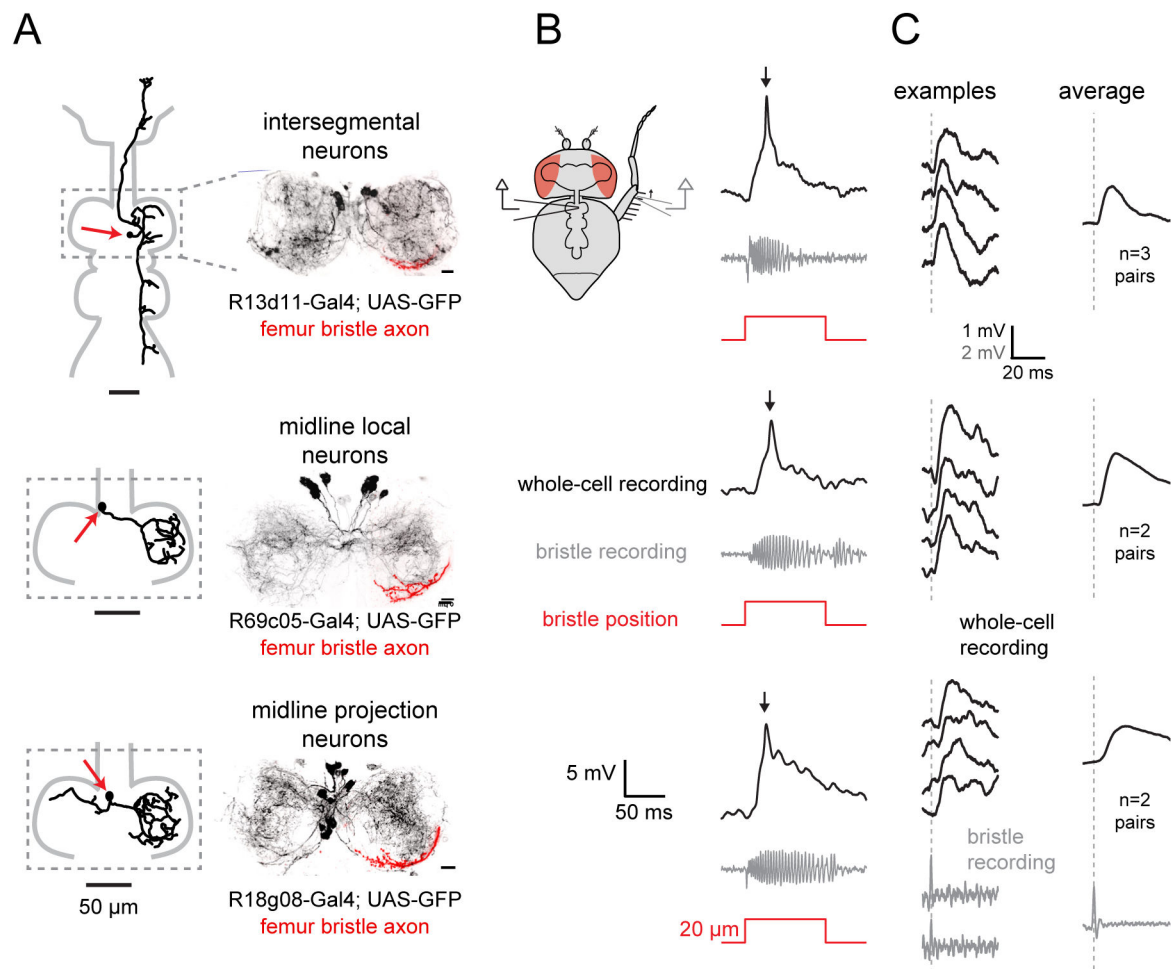 A
B
C
intersegmental
neurons
R13d11-Gal4; UAS-GFP
femur bristle axon
examples
average
n=3
pairs
1 mV
2 mV
20 ms
midline local
neurons
R69c05-Gal4; UAS-GFP
femur bristle axon
whole-cell recording
bristle recording
bristle position
n=2
pairs
whole-cell
recording
midline projection
neurons
R18g08-Gal4; UAS-GFP
femur bristle axon
50 µm
5 mV
50 ms
20 µm
n=2
pairs
bristle
recording